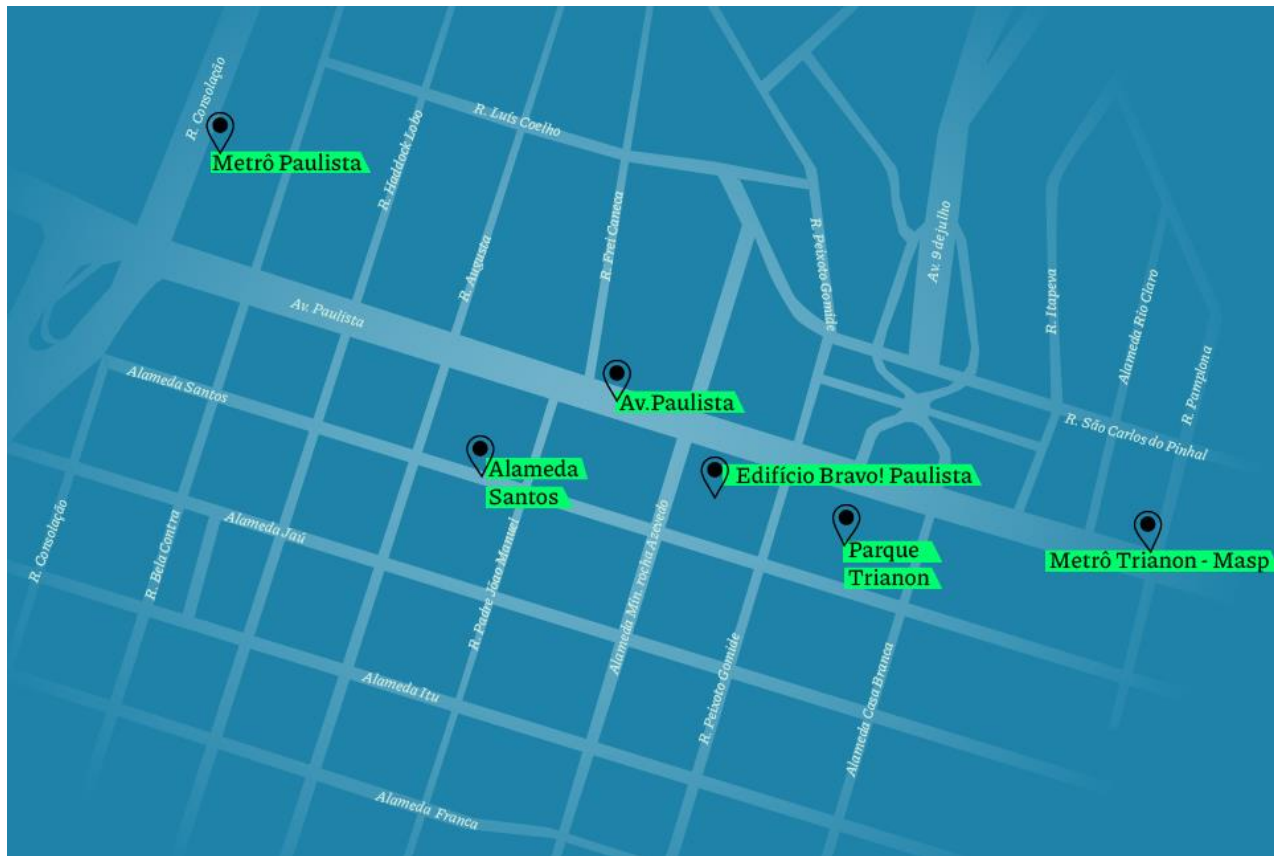 R. Consolação
Metrô Paulista
R. Haddock Lobo
R. Luís Coelho
R. Augusta
R. Frei Caneca
R. Peixoto Gomide
Av. 9 de julho
R. Itapeva
Alameda Rio Claro
R. Pamplona
Av. Paulista
Alameda Santos
Av.Paulista
R. São Carlos do Pinhal
Alameda
Santos
Edifício Bravo! Paulista
Parque
Trianon
Metrô Trianon - Masp
R. Consolação
R. Bela Contra
Alameda Jaú
R. Padre Jõao Manuel
Alameda Min. rocha Azevedo
R. Peixoto Gomide
Alameda Casa Branca
Alameda Itu
Alameda Franca